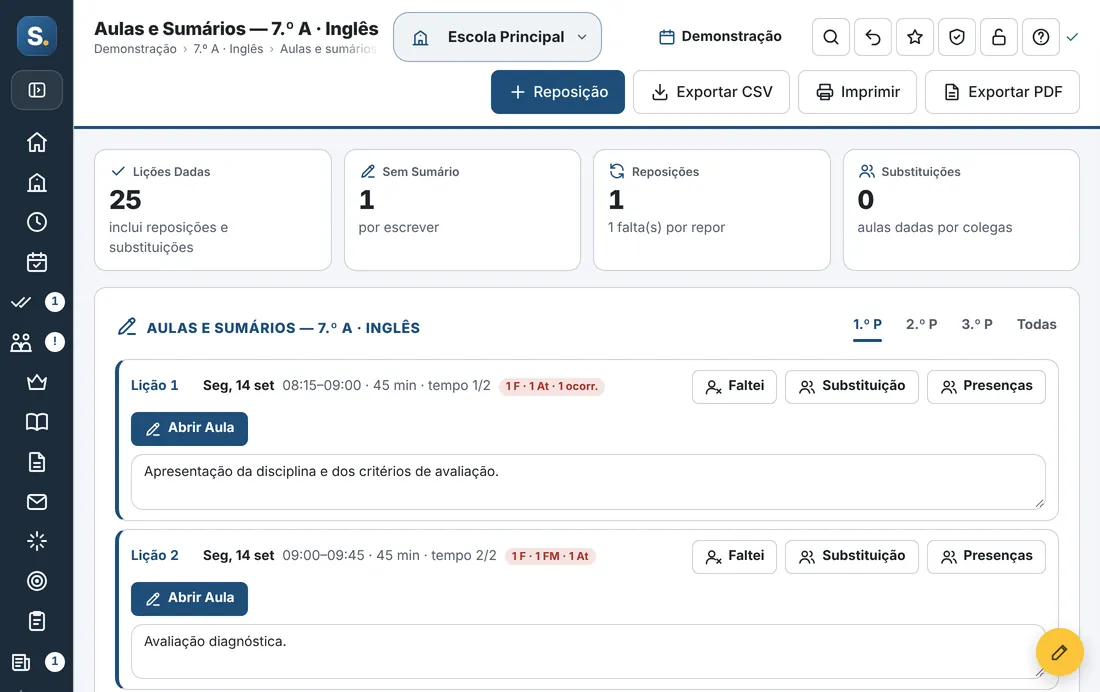 S.
Aulas e Sumários — 7.º A · Inglês
Demonstração › 7.º A · Inglês › Aulas e sumários
Escola Principal
Demonstração
Reposição
Exportar CSV
Imprimir
Exportar PDF
Lições Dadas
25
inclui reposições e
substituições
Sem Sumário
1
por escrever
Reposições
1
1 falta(s) por repor
Substituições
0
aulas dadas por colegas
1
!
1
AULAS E SUMÁRIOS — 7.º A · INGLÊS
1.º P 2.º P 3.º P Todas
Lição 1 Seg, 14 set 08:15–09:00 · 45 min · tempo 1/2 1 F · 1 At · 1 ocorr. Faltei Substituição Presenças
Abrir Aula
Apresentação da disciplina e dos critérios de avaliação.
Lição 2 Seg, 14 set 09:00–09:45 · 45 min · tempo 2/2 1 F · 1 FM · 1 At Faltei Substituição Presenças
Abrir Aula
Avaliação diagnóstica.